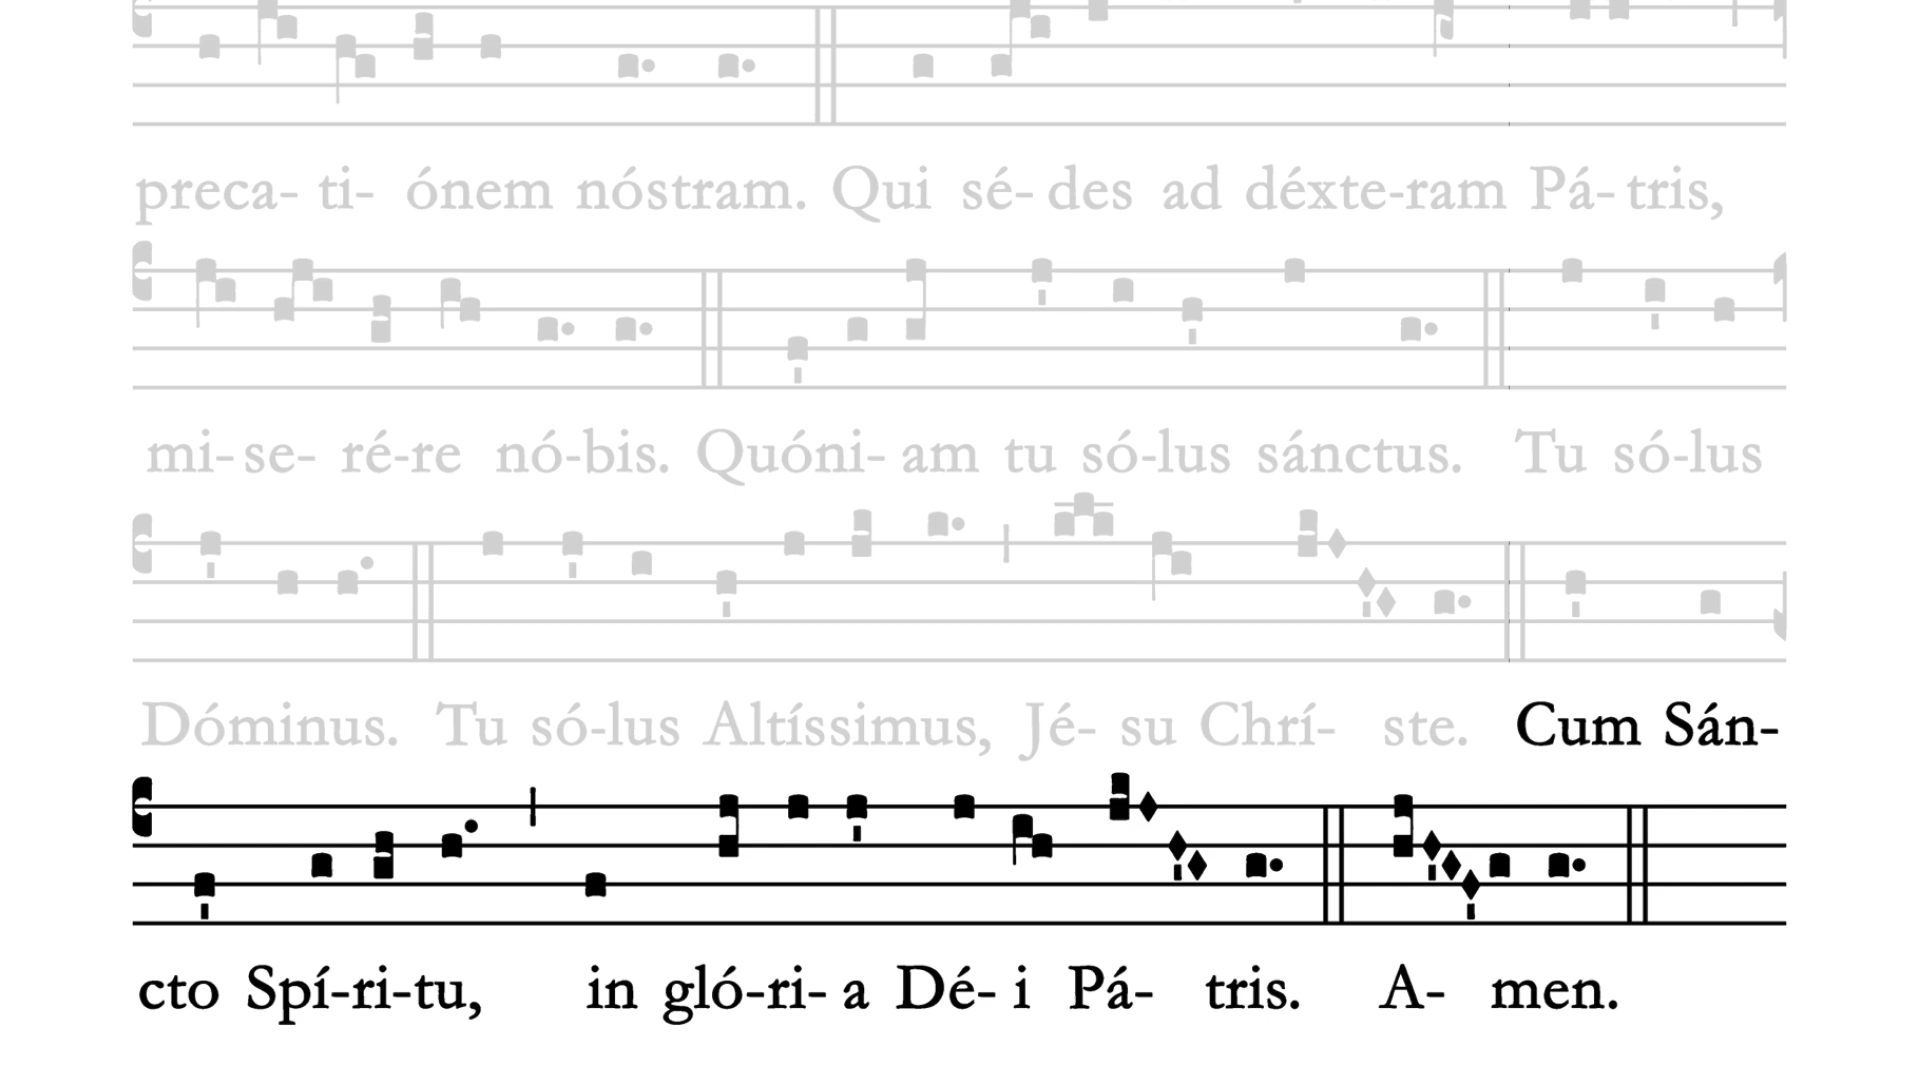 preca- ti- ónem nóstram. Qui sé- des ad déxte-ram Pá- tris,
mi- se- ré-re nó-bis. Quóni- am tu só-lus sánctus. Tu só-lus
Dóminus. Tu só-lus Altíssimus, Jé- su Chrí- ste. Cum Sán-
cto Spí-ri-tu, in gló-ri- a Dé- i Pá- tris. A- men.